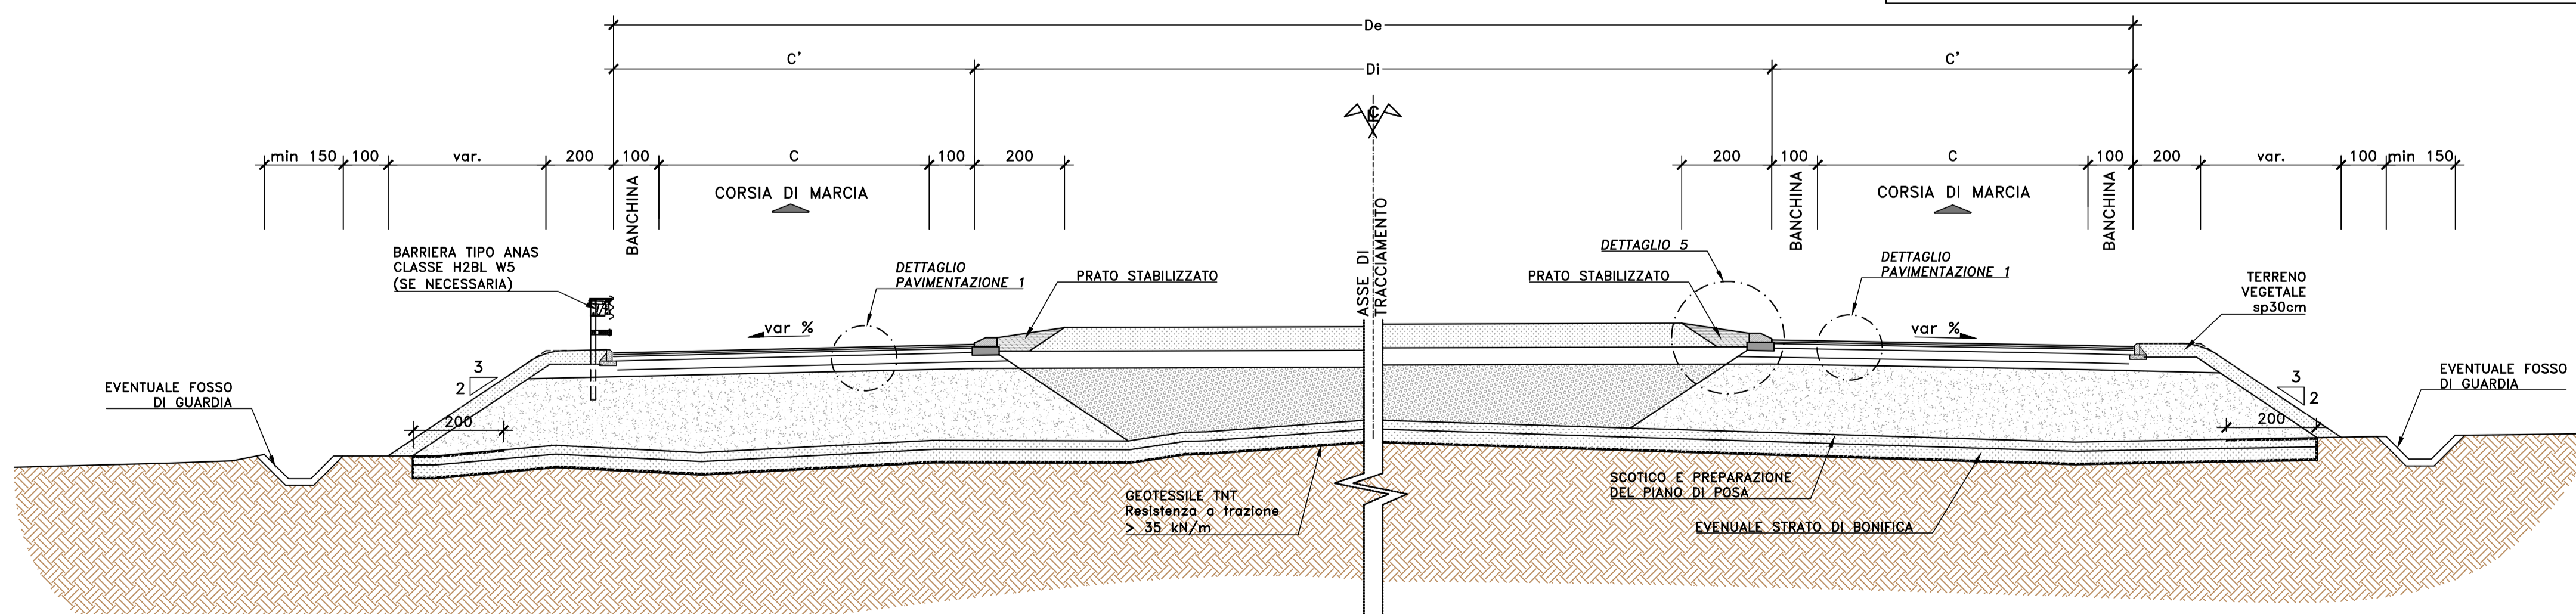 De
C'
Di
C'
℄
min 150
100
var.
200
100
C
100
200
200
100
C
100
200
var.
100
min 150
BANCHINA
CORSIA DI MARCIA
BANCHINA
CORSIA DI MARCIA
BANCHINA
ASSE DI
TRACCIAMENTO
BARRIERA TIPO ANAS
CLASSE H2BL W5
(SE NECESSARIA)
DETTAGLIO
PAVIMENTAZIONE 1
PRATO STABILIZZATO
DETTAGLIO 5
PRATO STABILIZZATO
DETTAGLIO
PAVIMENTAZIONE 1
TERRENO
VEGETALE
sp30cm
var %
var %
3
2
3
2
EVENTUALE FOSSO
DI GUARDIA
EVENTUALE FOSSO
DI GUARDIA
200
200
GEOTESSILE TNT
Resistenza a trazione
> 35 kN/m
SCOTICO E PREPARAZIONE
DEL PIANO DI POSA
EVENUALE STRATO DI BONIFICA